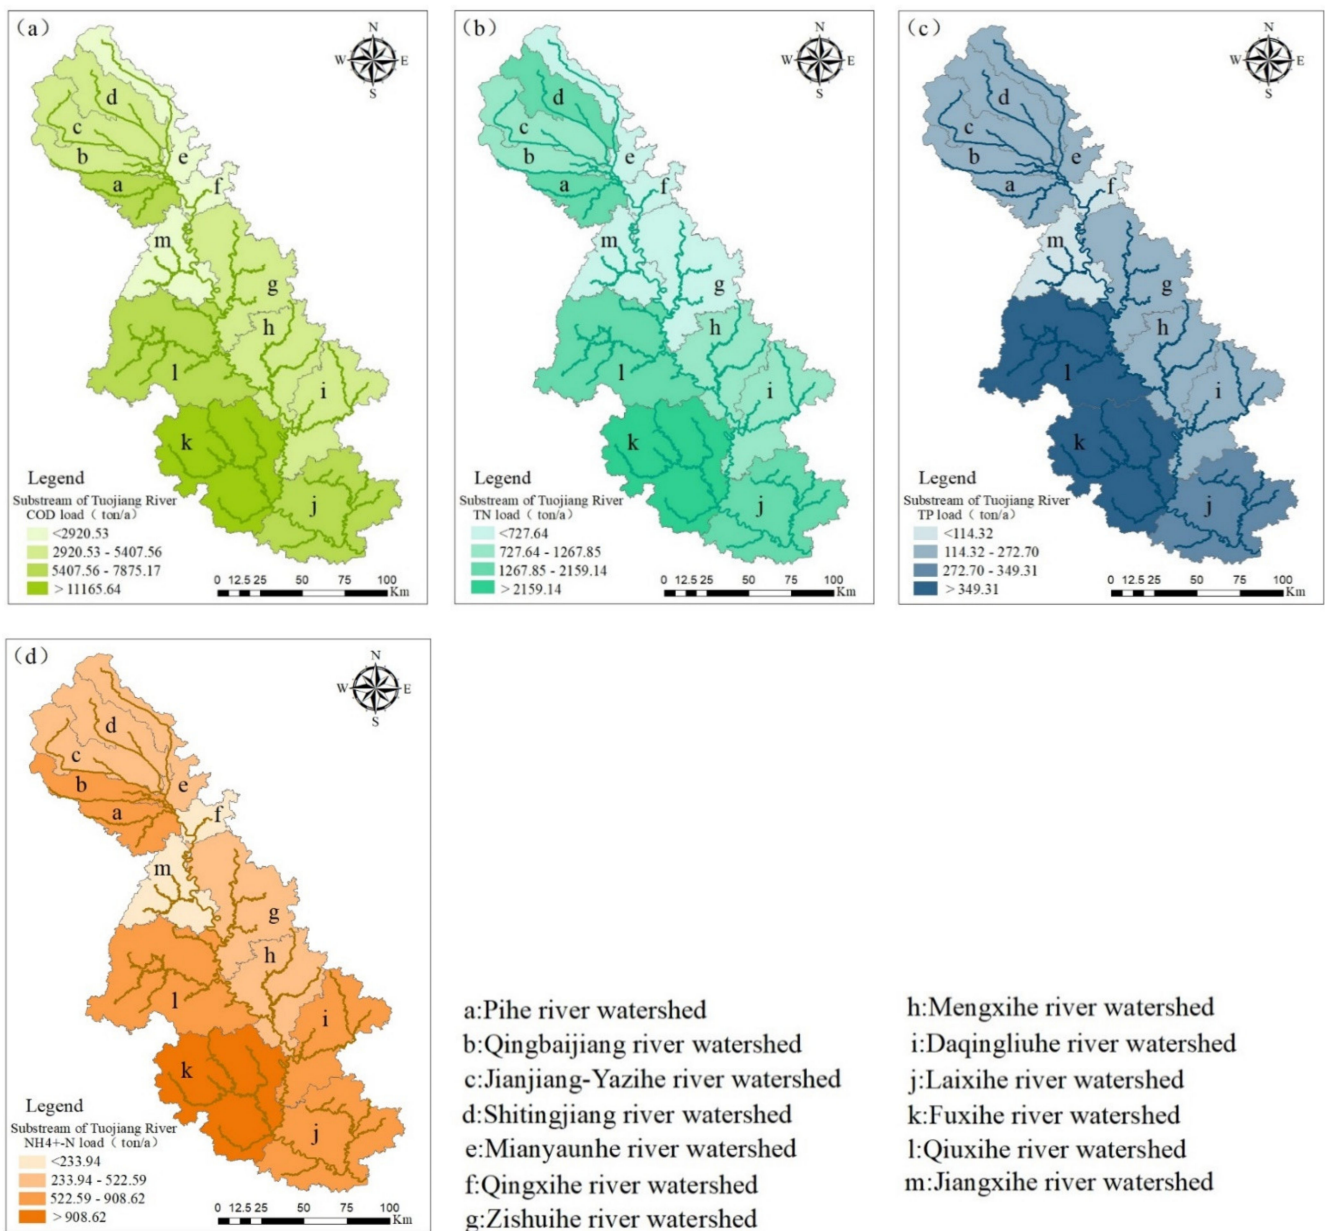 (a)
N
W E
S
d
c
b
e
a
f
m
g
h
l
i
k
j
Legend
Substream of Tuojiang River
COD load ( ton/a)
<2920.53
2920.53 - 5407.56
5407.56 - 7875.17
> 11165.64
0 12.5 25 50 75 100
Km
(b)
N
W E
S
d
c
b
e
a
f
m
g
h
l
i
k
j
Legend
Substream of Tuojiang River
TN load ( ton/a)
<727.64
727.64 - 1267.85
1267.85 - 2159.14
> 2159.14
0 12.5 25 50 75 100
Km
(c)
N
W E
S
d
c
b
e
a
f
m
g
h
l
i
k
j
Legend
Substream of Tuojiang River
TP load ( ton/a)
<114.32
114.32 - 272.70
272.70 - 349.31
> 349.31
0 12.5 25 50 75 100
Km
(d)
N
W E
S
d
c
b
e
a
f
m
g
h
l
i
k
j
Legend
Substream of Tuojiang River
NH4+-N load ( ton/a)
<233.94
233.94 - 522.59
522.59 - 908.62
> 908.62
0 12.5 25 50 75 100
Km
a:Pihe river watershed
b:Qingbaijiang river watershed
c:Jianjiang-Yazihe river watershed
d:Shitingjiang river watershed
e:Mianyaunhe river watershed
f:Qingxihe river watershed
g:Zishuihe river watershed
h:Mengxihe river watershed
i:Daqingliuhe river watershed
j:Laixihe river watershed
k:Fuxihe river watershed
l:Qiuxihe river watershed
m:Jiangxihe river watershed